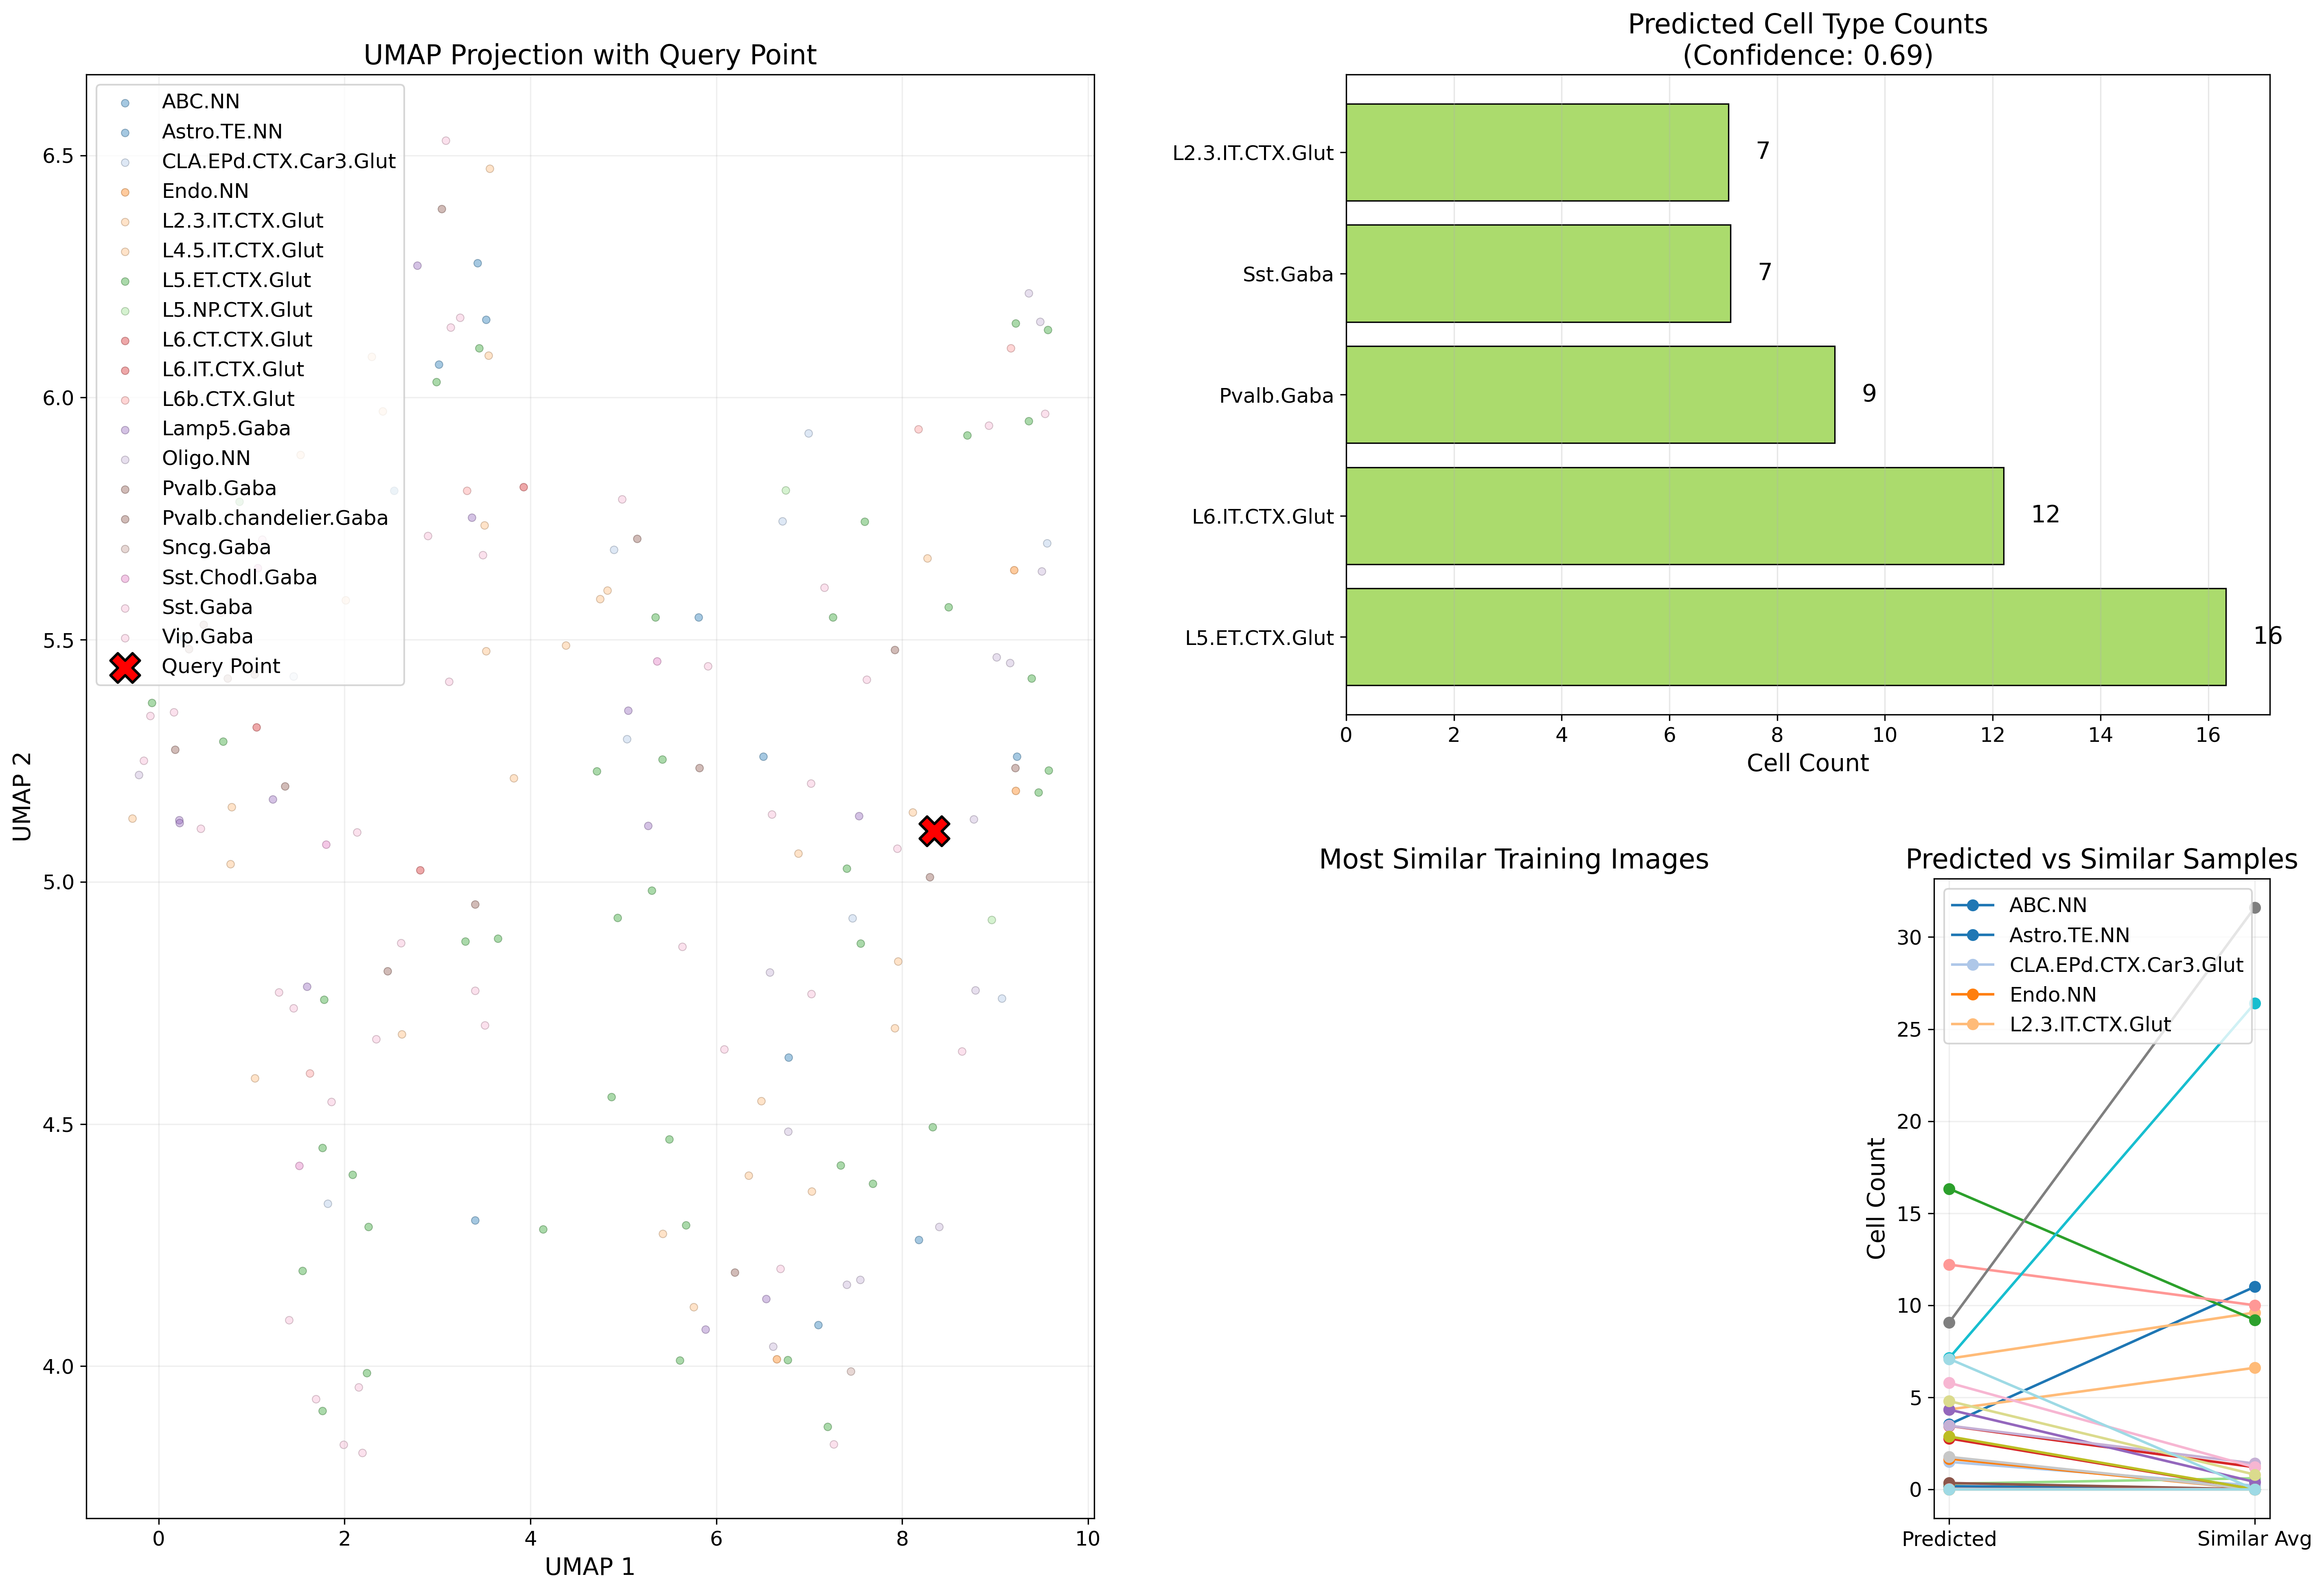 UMAP Projection with Query Point
ABC.NN
Astro.TE.NN
CLA.EPd.CTX.Car3.Glut
Endo.NN
L2.3.IT.CTX.Glut
L4.5.IT.CTX.Glut
L5.ET.CTX.Glut
L5.NP.CTX.Glut
L6.CT.CTX.Glut
L6.IT.CTX.Glut
L6b.CTX.Glut
Lamp5.Gaba
Oligo.NN
Pvalb.Gaba
Pvalb.chandelier.Gaba
Sncg.Gaba
Sst.Chodl.Gaba
Sst.Gaba
Vip.Gaba
Query Point
6.5
6.0
5.5
5.0
4.5
4.0
UMAP 2
0 2 4 6 8 10
UMAP 1
Predicted Cell Type Counts
(Confidence: 0.69)
L2.3.IT.CTX.Glut 7
Sst.Gaba 7
Pvalb.Gaba 9
L6.IT.CTX.Glut 12
L5.ET.CTX.Glut 16
0 2 4 6 8 10 12 14 16
Cell Count
Most Similar Training Images
Predicted vs Similar Samples
ABC.NN
Astro.TE.NN
CLA.EPd.CTX.Car3.Glut
Endo.NN
L2.3.IT.CTX.Glut
30
25
20
15
10
5
0
Cell Count
Predicted Similar Avg